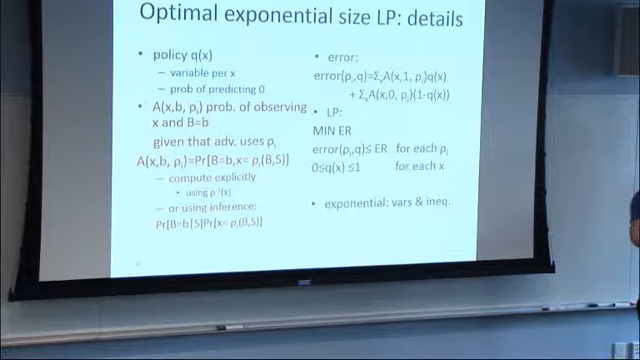 Optimal exponential size LP: details
• policy q(x)
– variable per x
– prob of predicting 0
• A(x,b, ρᵢ) prob. of observing
x and B=b
given that adv. uses ρᵢ
A(x,b, ρᵢ)=Pr[B=b,x= ρᵢ(B,S)]
– compute explicitly
• using ρ⁻¹(x)
– or using inference:
Pr[B=b|S]Pr[x= ρᵢ(B,S)]
• error:
error(ρᵢ,q)=ΣₓA(x,1, ρᵢ)q(x)
+ ΣₓA(x,0, ρᵢ)(1-q(x))
• LP:
MIN ER
error(ρᵢ,q)≤ ER for each ρᵢ
0≤q(x) ≤1 for each x
• exponential: vars & ineq.